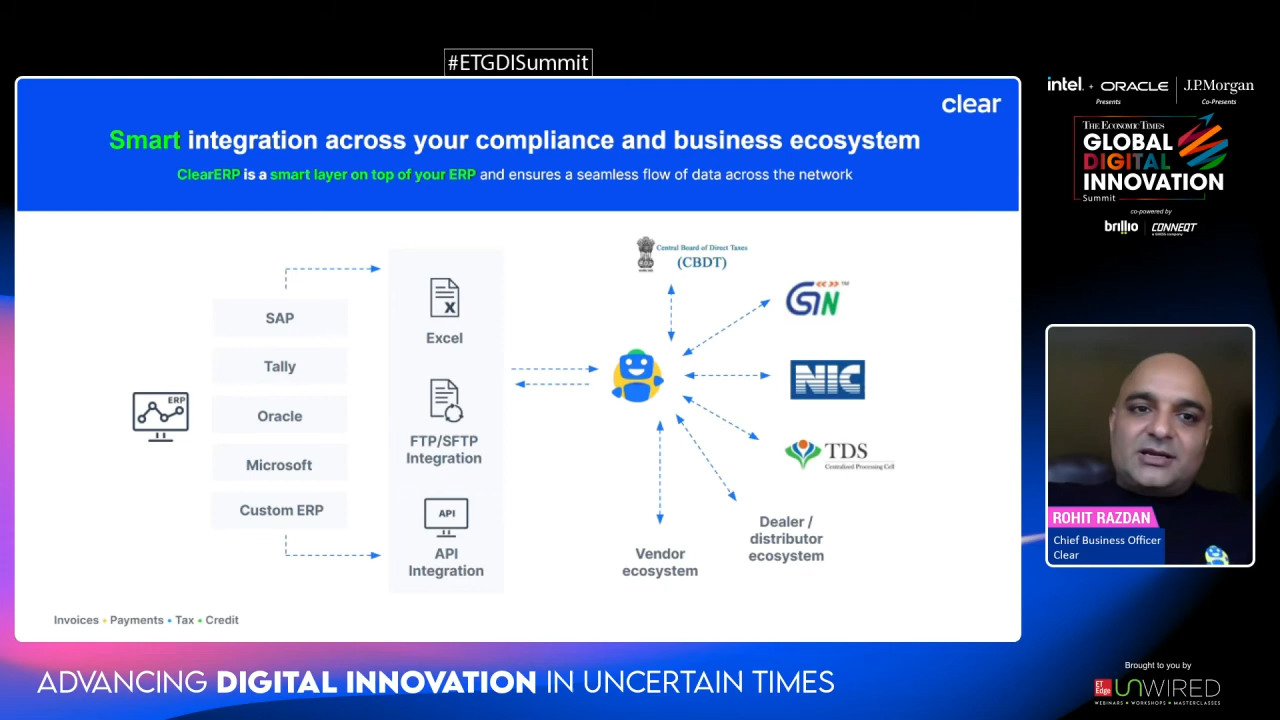 #ETGDISummit
clear
Smart integration across your compliance and business ecosystem
ClearERP is a smart layer on top of your ERP and ensures a seamless flow of data across the network
ERP
SAP
Tally
Oracle
Microsoft
Custom ERP
X
Excel
FTP/SFTP
Integration
API
API
Integration
Central Board of Direct Taxes
(CBDT)
GSTN
TM
NIC
TDS
Centralized Processing Cell
Dealer /
distributor
ecosystem
Vendor
ecosystem
Invoices • Payments • Tax • Credit
intel. + ORACLE | J.P.Morgan
Presents
Co-Presents
THE ECONOMIC TIMES
GLOBAL
DIGITAL
INNOVATION
Summit
co-powered by
brillio | CONNEQT
ROHIT RAZDAN
Chief Business Officer
Clear
ADVANCING DIGITAL INNOVATION IN UNCERTAIN TIMES
Brought to you by
ET Edge UNWIRED
WEBINARS • WORKSHOPS • MASTERCLASSES